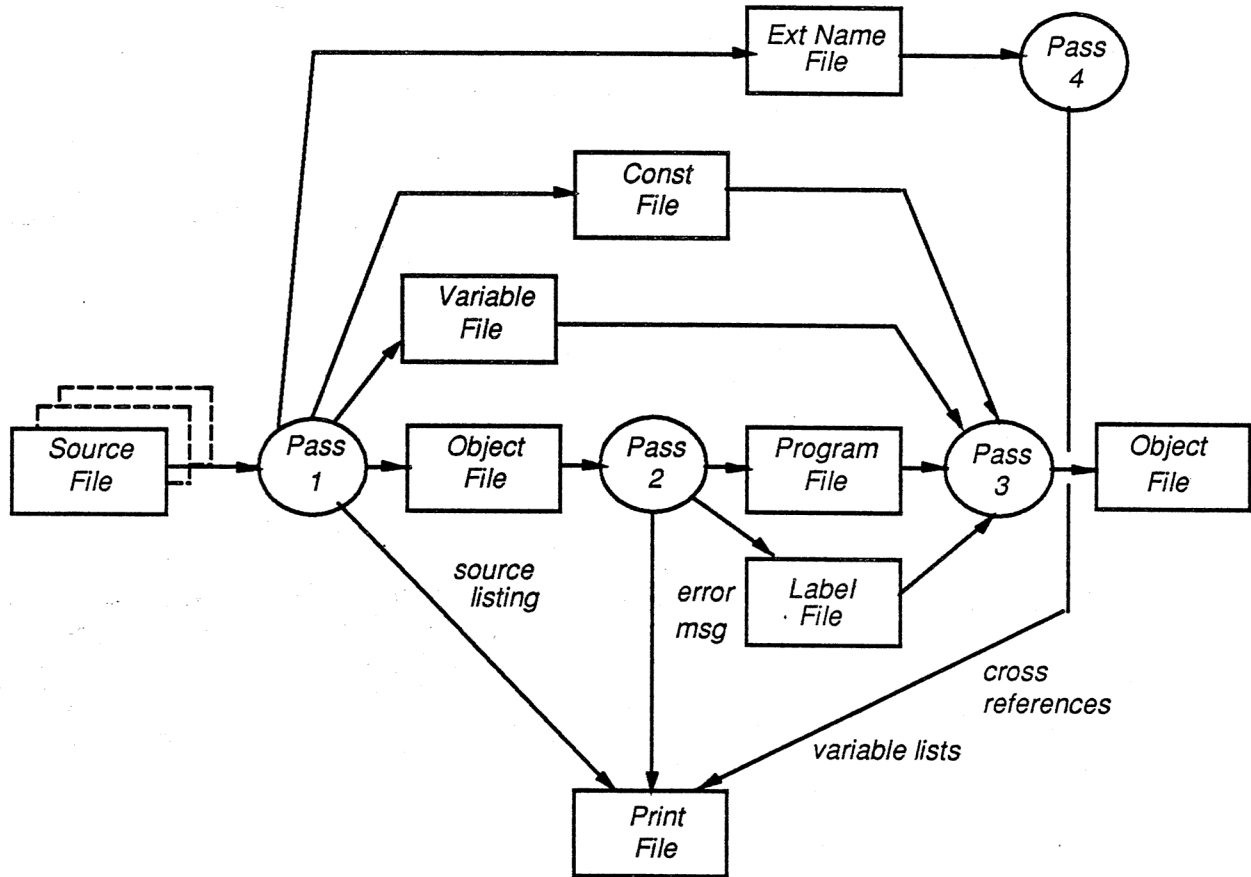 Ext Name
File
Pass
4
Const
File
Variable
File
Source
File
Pass
1
Object
File
Pass
2
Program
File
Pass
3
Object
File
source
listing
error
msg
Label
File
cross
references
variable lists
Print
File